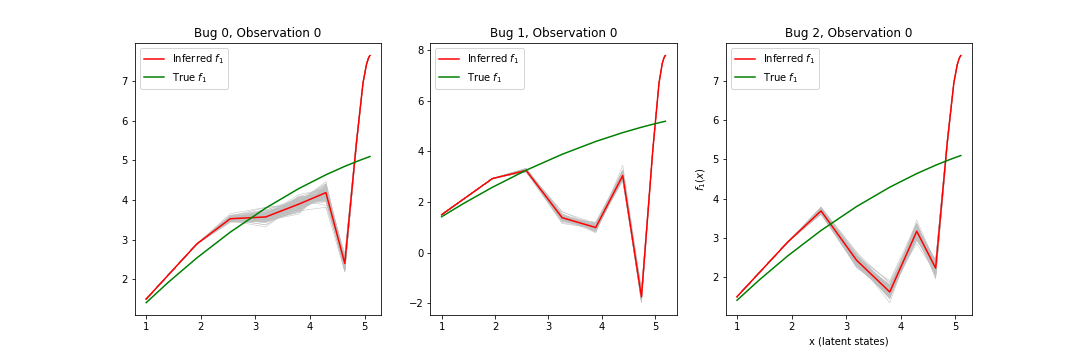 Bug 0, Observation 0
Inferred f₁
True f₁
7
6
5
4
3
2
1 2 3 4 5
Bug 1, Observation 0
Inferred f₁
True f₁
8
6
4
2
0
−2
1 2 3 4 5
Bug 2, Observation 0
Inferred f₁
True f₁
f₁(x)
7
6
5
4
3
2
1 2 3 4 5
x (latent states)